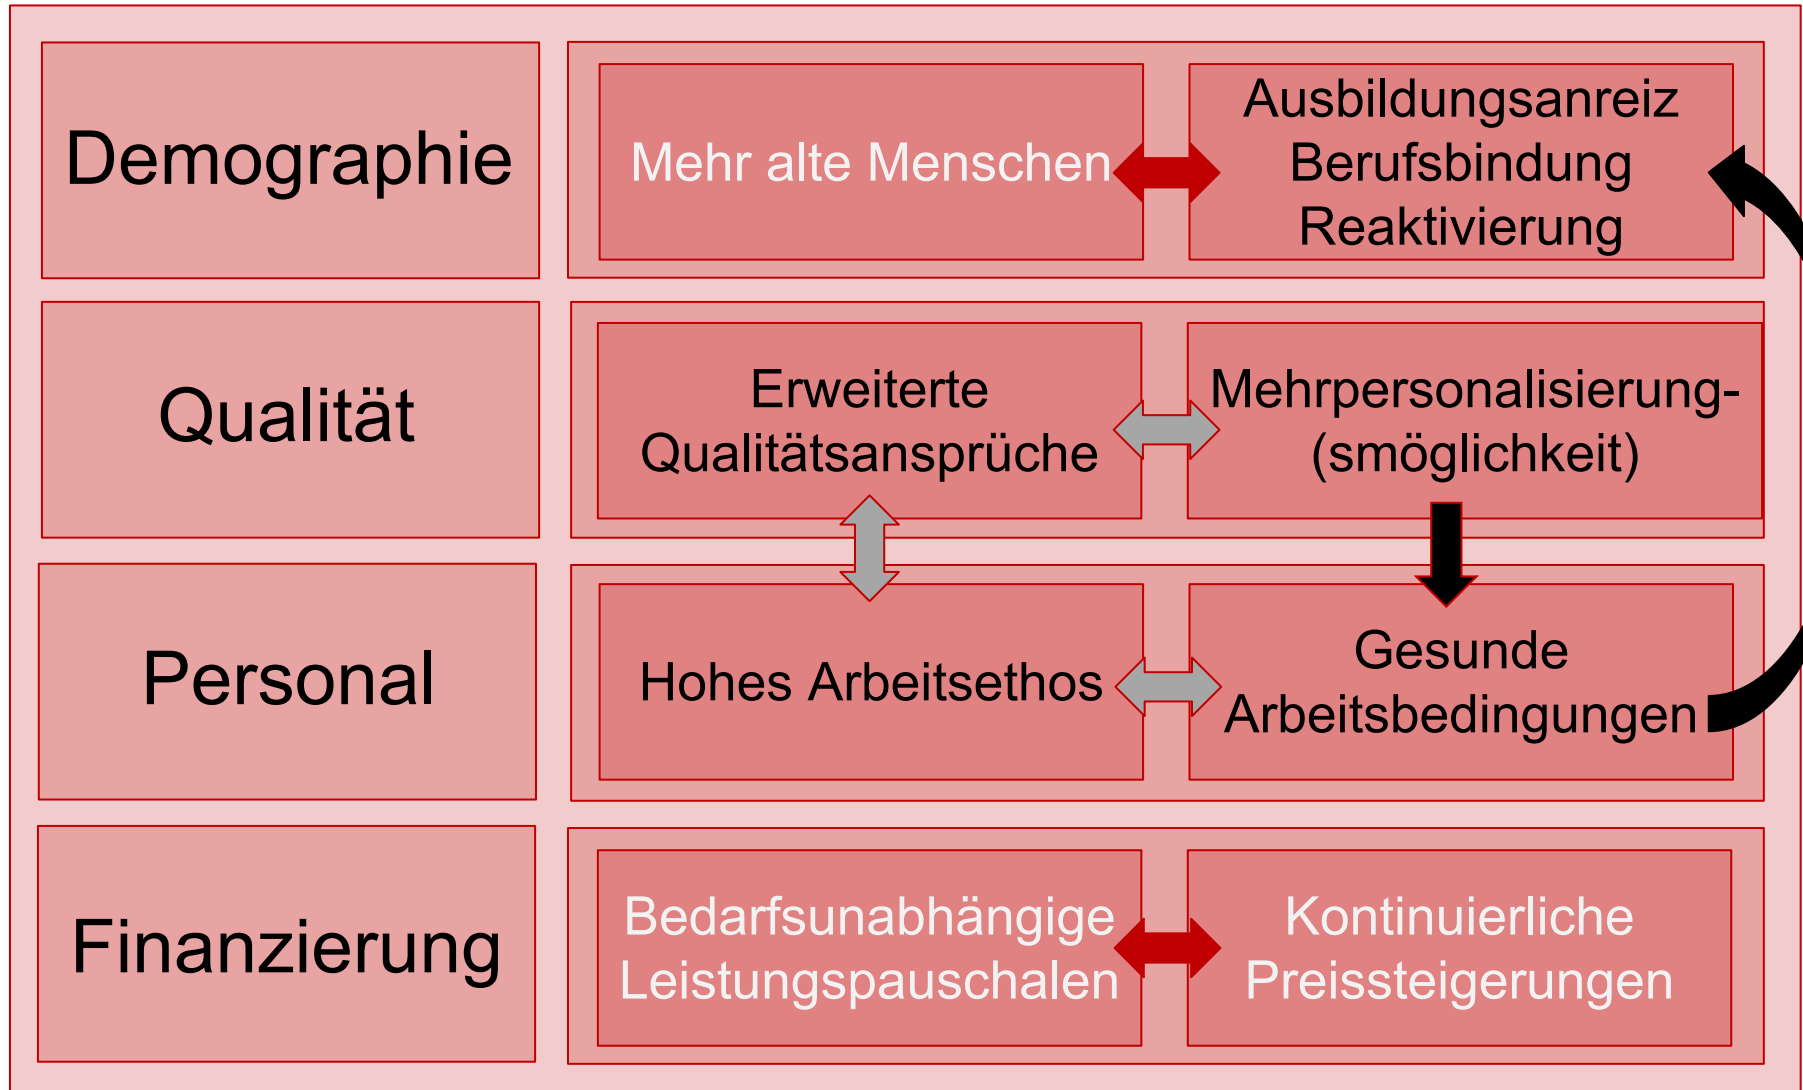 Demographie
Mehr alte Menschen
Ausbildungsanreiz
Berufsbindung
Reaktivierung
Qualität
Erweiterte
Qualitätsansprüche
Mehrpersonalisierung-
(smöglichkeit)
Personal
Hohes Arbeitsethos
Gesunde
Arbeitsbedingungen
Finanzierung
Bedarfsunabhängige
Leistungspauschalen
Kontinuierliche
Preissteigerungen